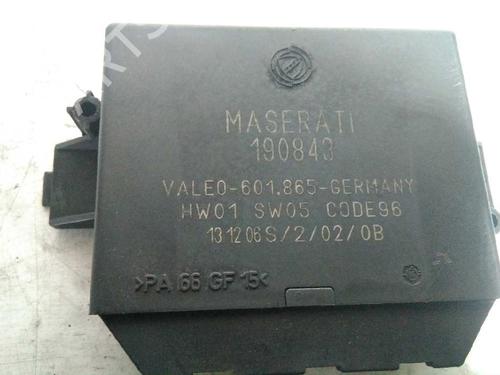 MASERATI
190843
VALEO-601.865-GERMANY
HW01 SW05 CODE96
131206S/2/02/0B
>PA 66 GF 15<